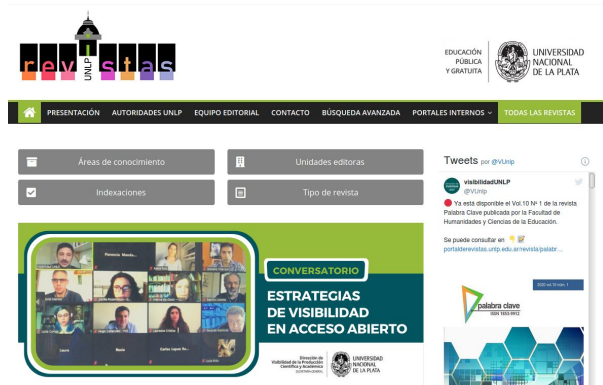 revistas
UNLP
EDUCACIÓN
PÚBLICA
Y GRATUITA
UNIVERSIDAD
NACIONAL
DE LA PLATA
PRESENTACIÓN AUTORIDADES UNLP EQUIPO EDITORIAL CONTACTO BÚSQUEDA AVANZADA PORTALES INTERNOS TODAS LAS REVISTAS
Áreas de conocimiento
Unidades editoras
Indexaciones
Tipo de revista
Tweets por @VUnlp
visibilidadUNLP
@VUnlp
Ya está disponible el Vol.10 Nº 1 de la revista
Palabra Clave publicada por la Facultad de
Humanidades y Ciencias de la Educación.
Se puede consultar en
portalderevistas.unlp.edu.ar/revista/palabr...
palabra clave
ISSN 1853-9912
CONVERSATORIO
ESTRATEGIAS
DE VISIBILIDAD
EN ACCESO ABIERTO
Dirección de
Visibilidad de la Producción
Científica y Académica
UNIVERSIDAD
NACIONAL
DE LA PLATA